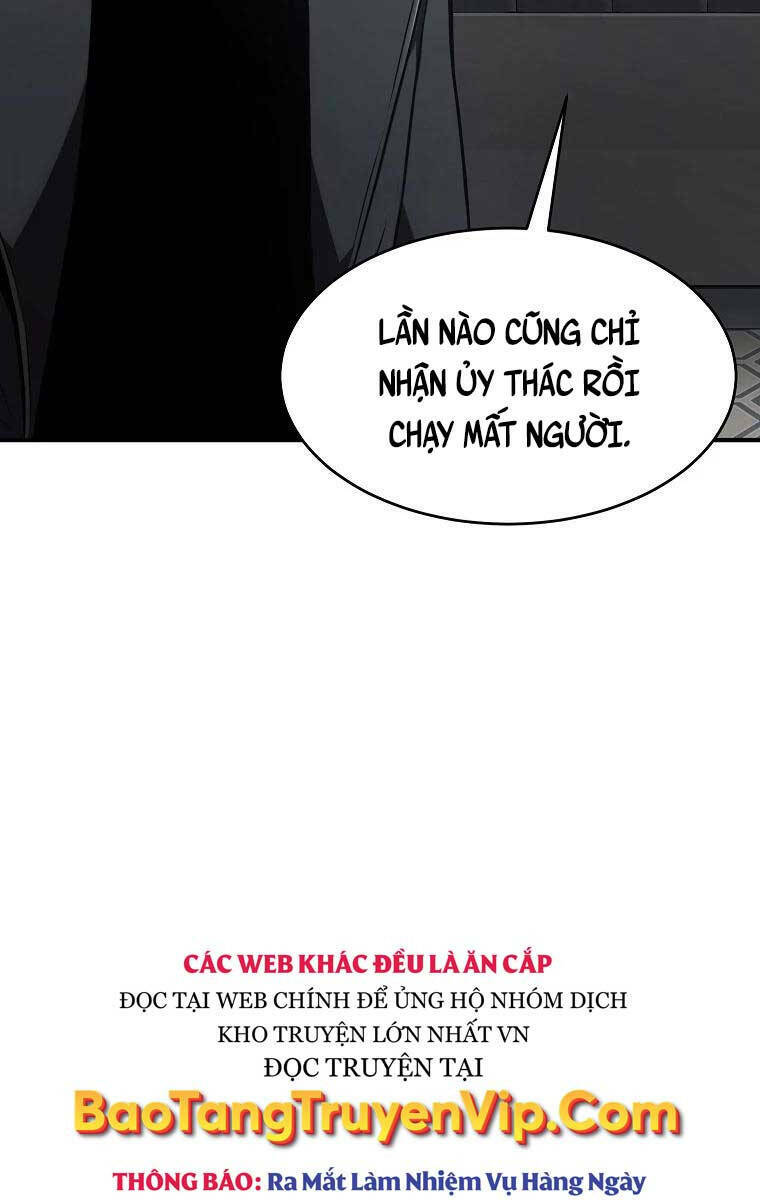 LẦN NÀO CŨNG CHỈ
NHẬN ỦY THÁC RỒI
CHẠY MẤT NGƯỜI.
CÁC WEB KHÁC ĐỀU LÀ ĂN CẮP
ĐỌC TẠI WEB CHÍNH ĐỂ ỦNG HỘ NHÓM DỊCH
KHO TRUYỆN LỚN NHẤT VN
ĐỌC TRUYỆN TẠI
BaoTangTruyenVip.Com
THÔNG BÁO: Ra Mắt Làm Nhiệm Vụ Hàng Ngày